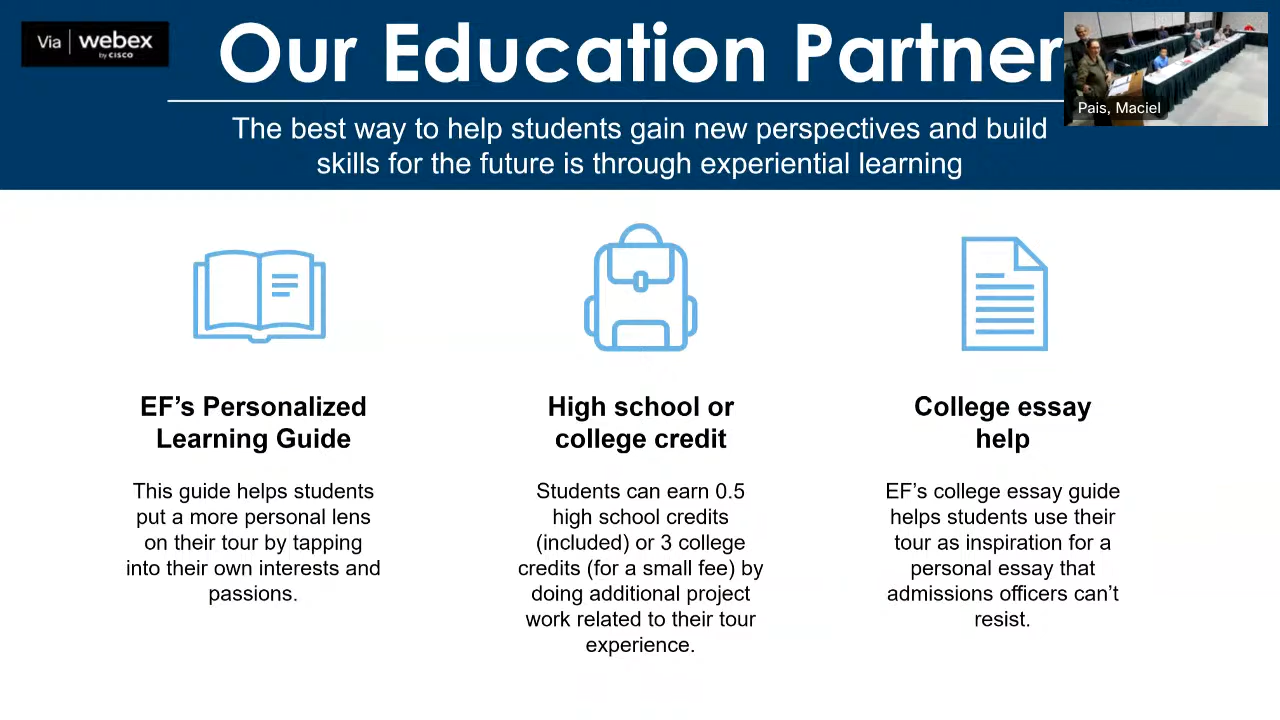 Via | webex
by CISCO
Our Education Partner
Pais, Maciel
The best way to help students gain new perspectives and build
skills for the future is through experiential learning
EF’s Personalized
Learning Guide
This guide helps students
put a more personal lens
on their tour by tapping
into their own interests and
passions.
High school or
college credit
Students can earn 0.5
high school credits
(included) or 3 college
credits (for a small fee) by
doing additional project
work related to their tour
experience.
College essay
help
EF’s college essay guide
helps students use their
tour as inspiration for a
personal essay that
admissions officers can’t
resist.